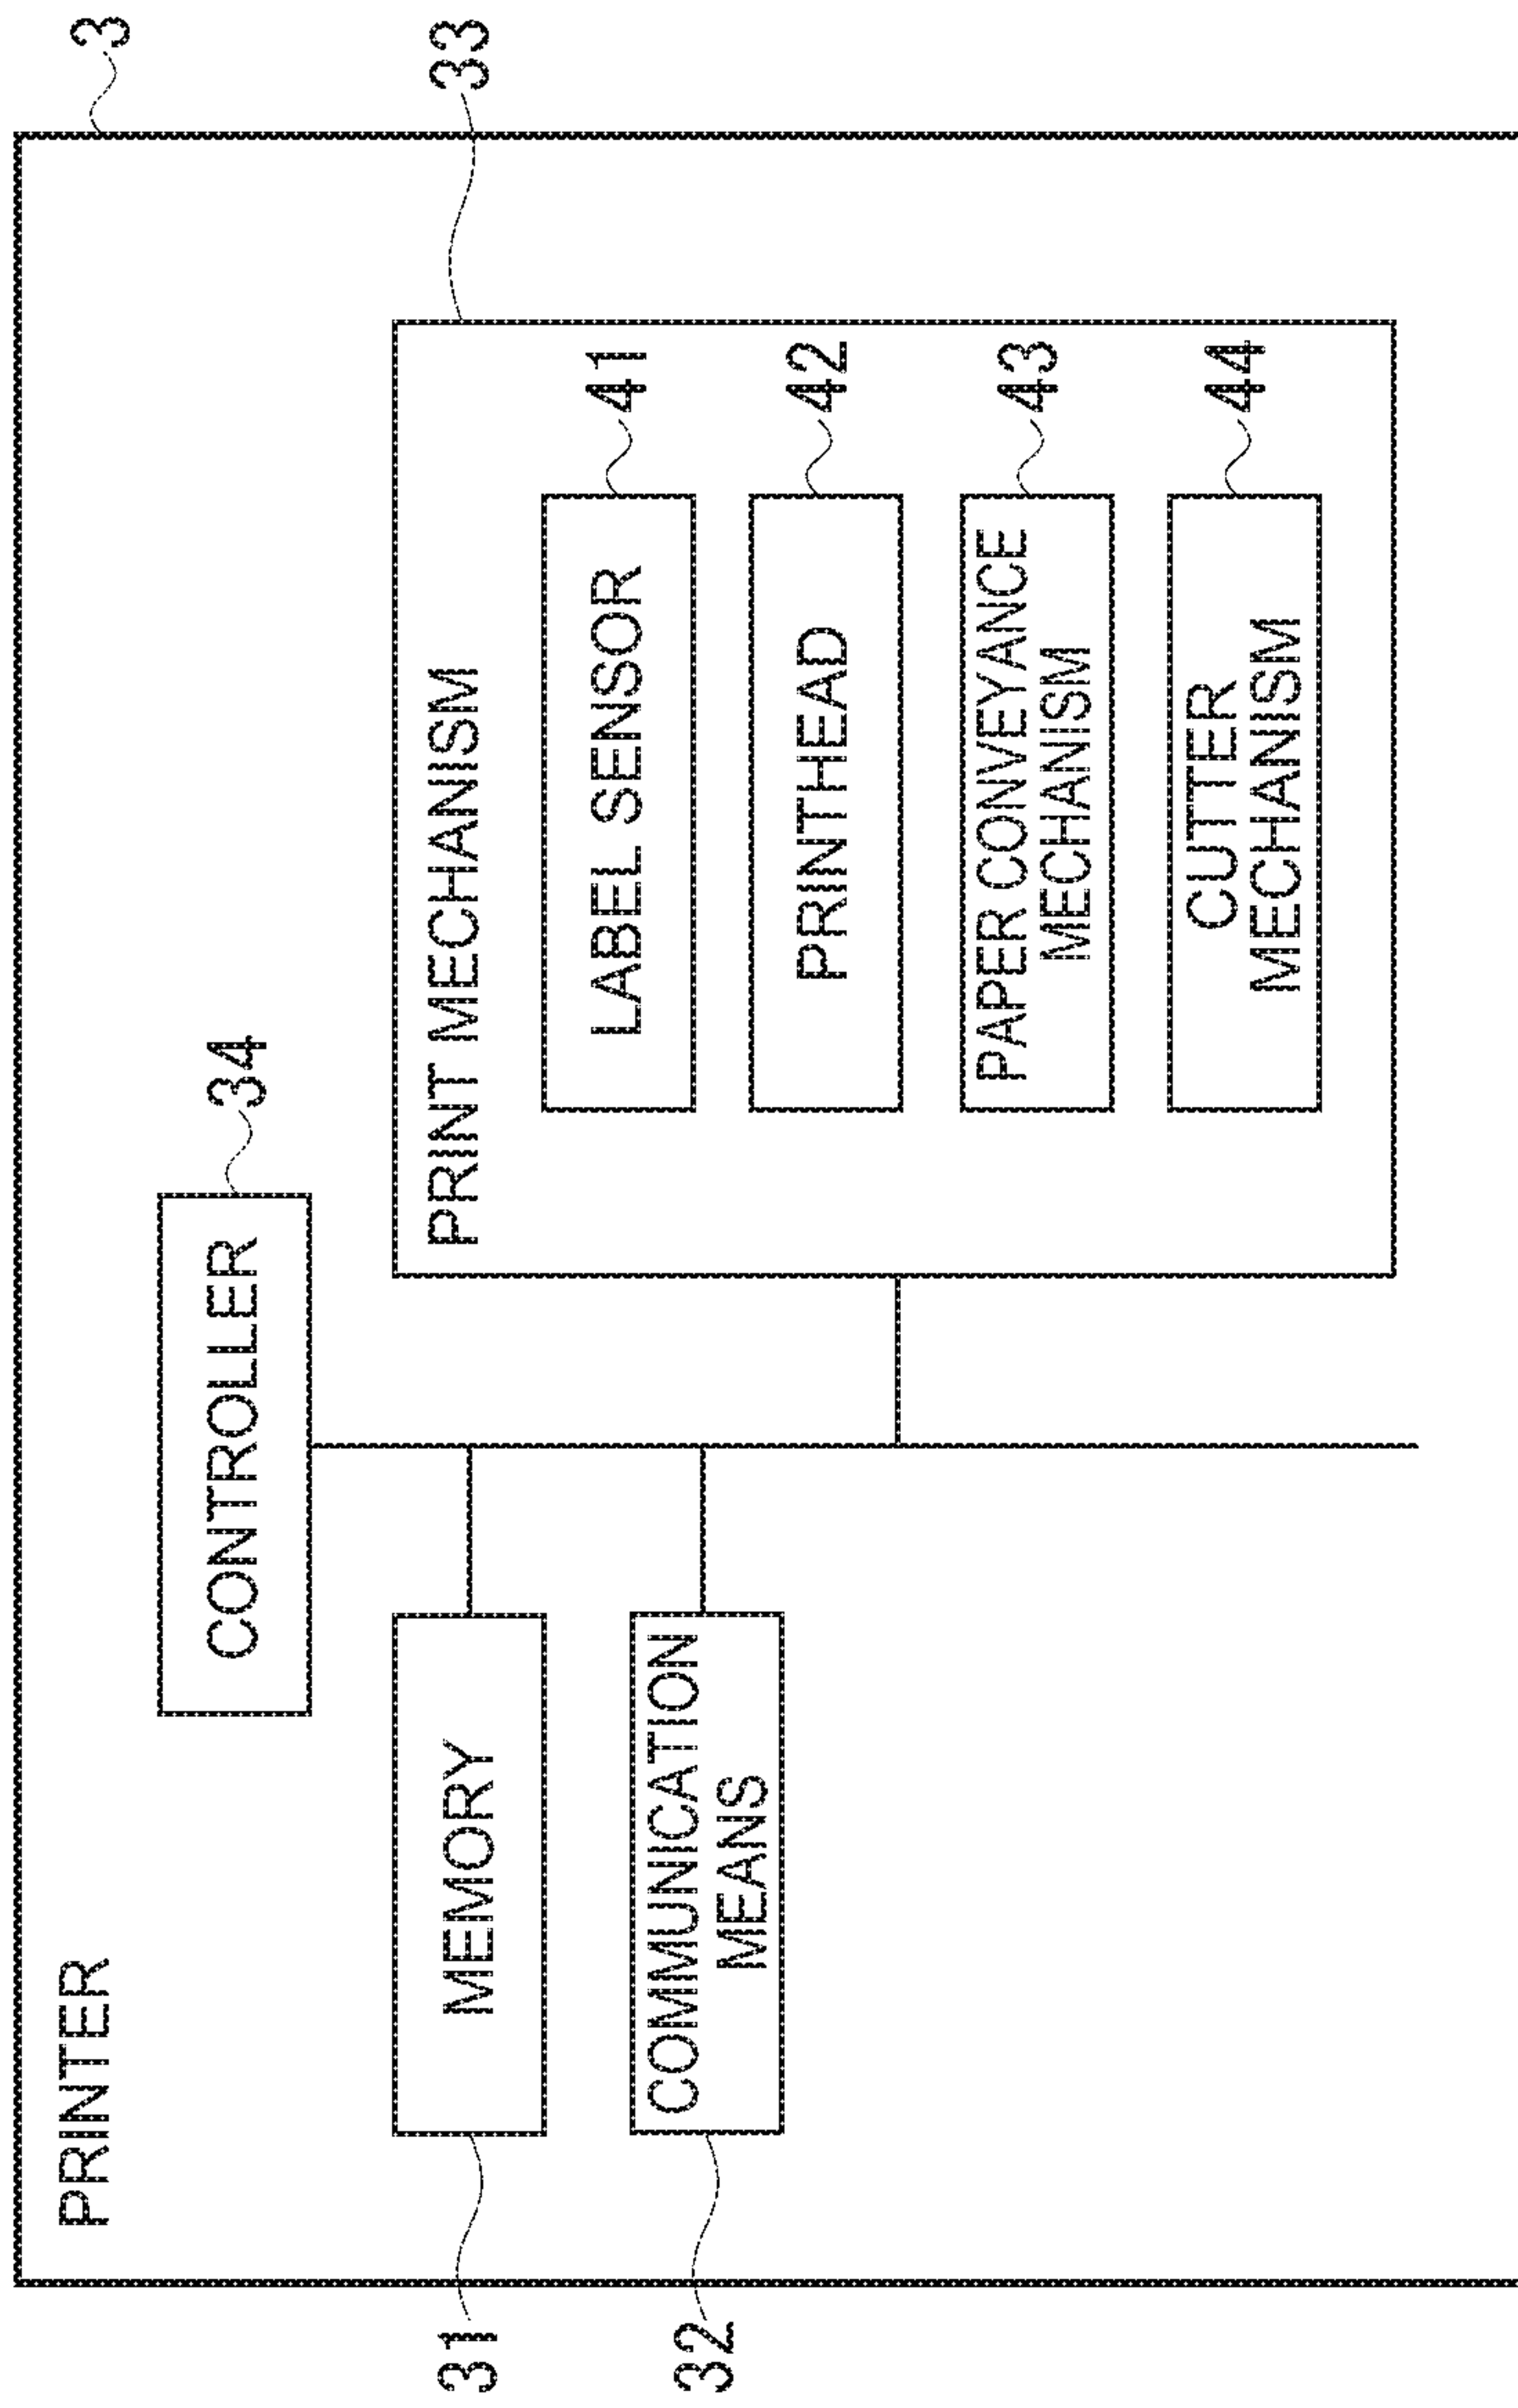 3
PRINTER
CONTROLLER
34
33
31
MEMORY
PRINT MECHANISM
LABEL SENSOR
41
32
COMMUNICATION
MEANS
PRINTHEAD
42
PAPER CONVEYANCE
MECHANISM
43
CUTTER
MECHANISM
44